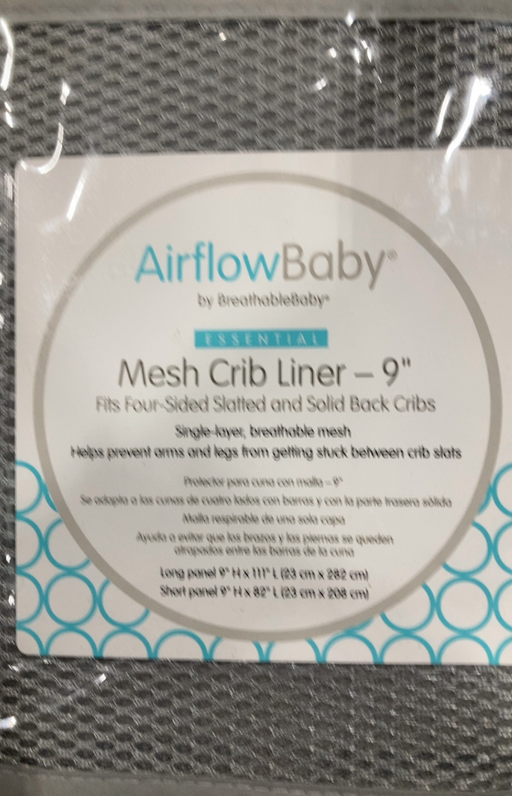 AirflowBaby®
by BreathableBaby®
ESSENTIAL
Mesh Crib Liner – 9"
Fits Four-Sided Slatted and Solid Back Cribs
Single-layer, breathable mesh
Helps prevent arms and legs from getting stuck between crib slats
Protector para cuna con malla – 9"
Se adapta a las cunas de cuatro lados con barras y con la parte trasera sólida
Malla respirable de una sola capa
Ayuda a evitar que los brazos y las piernas se queden
atrapados entre las barras de la cuna
Long panel 9" H x 111" L (23 cm x 282 cm)
Short panel 9" H x 82" L (23 cm x 208 cm)